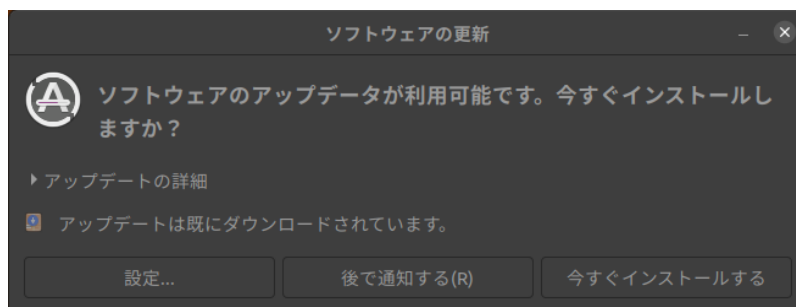 ソフトウェアの更新
ソフトウェアのアップデータが利用可能です。今すぐインストールし
ますか？
アップデートの詳細
アップデートは既にダウンロードされています。
設定...
後で通知する(R)
今すぐインストールする